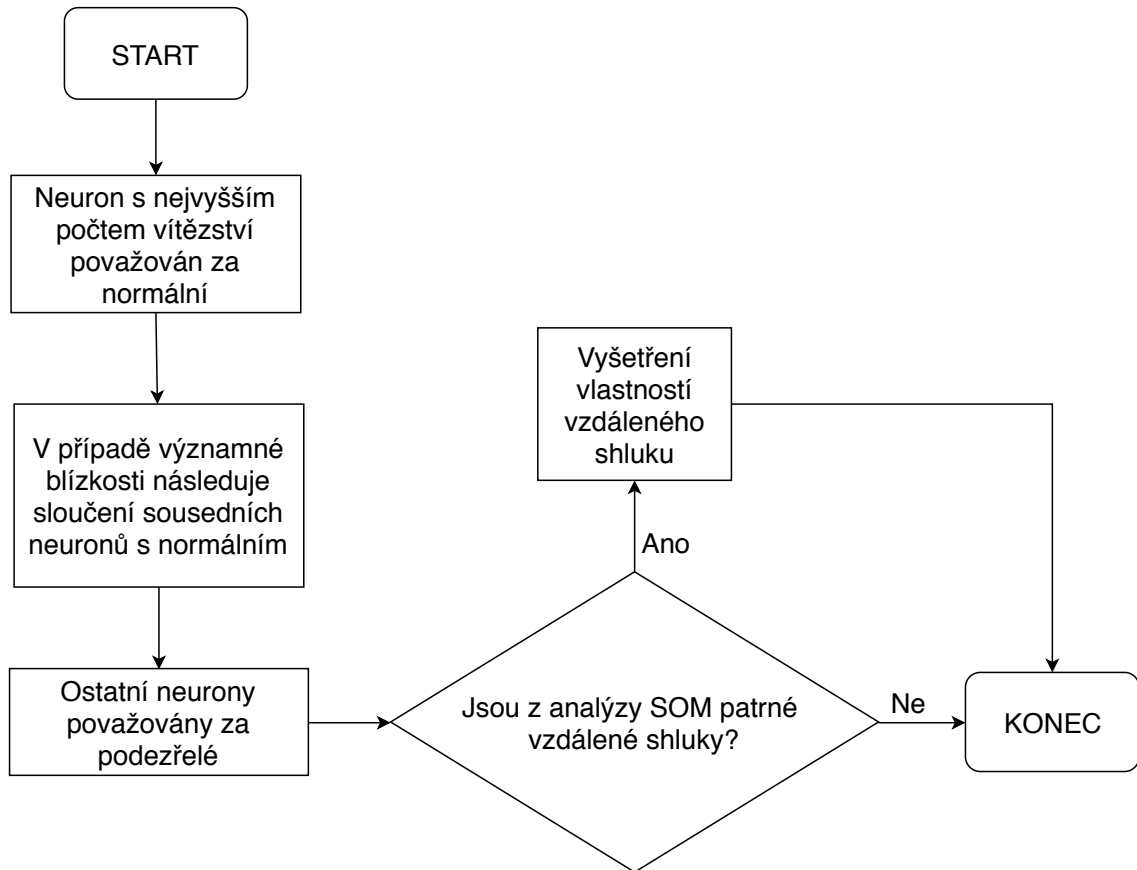 START
Neuron s nejvyšším
počtem vítězství
považován za
normální
V případě významné
blízkosti následuje
sloučení sousedních
neuronů s normálním
Ostatní neurony
považovány za
podezřelé
Jsou z analýzy SOM patrné
vzdálené shluky?
Ano
Vyšetření
vlastností
vzdáleného
shluku
Ne
KONEC